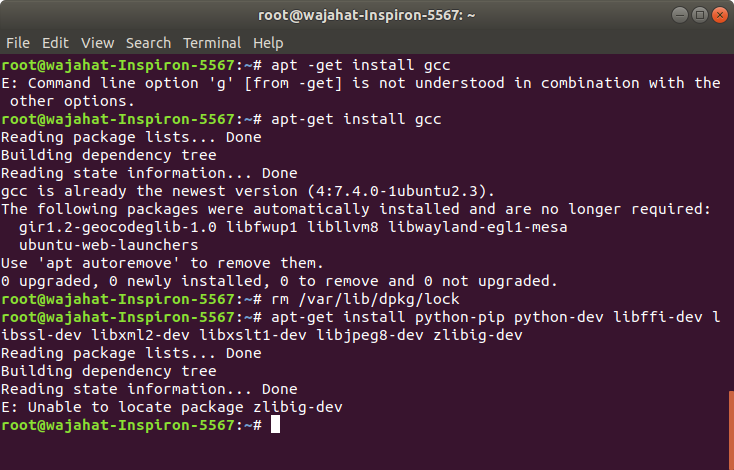 root@wajahat-Inspiron-5567: ~
File Edit View Search Terminal Help
root@wajahat-Inspiron-5567:~# apt -get install gcc
E: Command line option 'g' [from -get] is not understood in combination with the
 other options.
root@wajahat-Inspiron-5567:~# apt-get install gcc
Reading package lists... Done
Building dependency tree
Reading state information... Done
gcc is already the newest version (4:7.4.0-1ubuntu2.3).
The following packages were automatically installed and are no longer required:
  gir1.2-geocodeglib-1.0 libfwup1 libllvm8 libwayland-egl1-mesa
  ubuntu-web-launchers
Use 'apt autoremove' to remove them.
0 upgraded, 0 newly installed, 0 to remove and 0 not upgraded.
root@wajahat-Inspiron-5567:~# rm /var/lib/dpkg/lock
root@wajahat-Inspiron-5567:~# apt-get install python-pip python-dev libffi-dev l
ibssl-dev libxml2-dev libxslt1-dev libjpeg8-dev zlibig-dev
Reading package lists... Done
Building dependency tree
Reading state information... Done
E: Unable to locate package zlibig-dev
root@wajahat-Inspiron-5567:~#